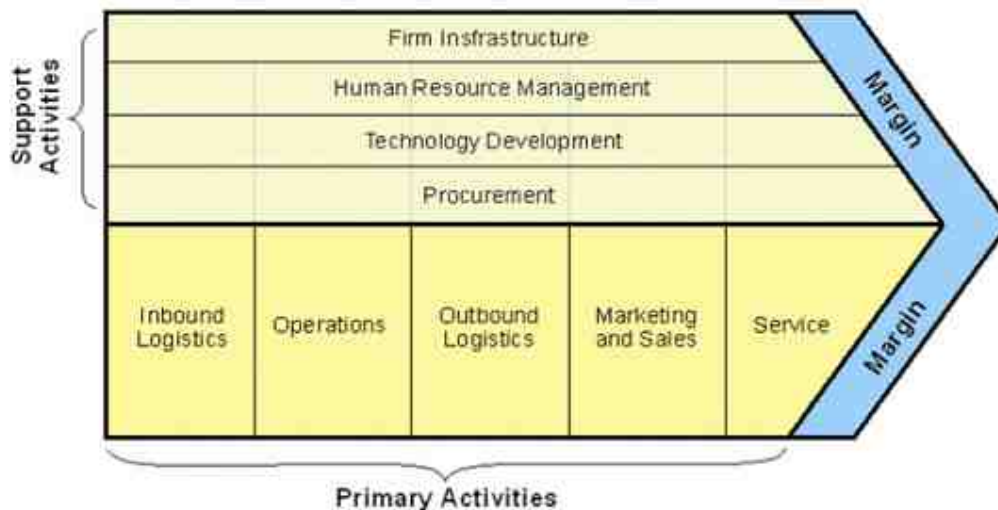 Support
Activities
Firm Insfrastructure
Human Resource Management
Technology Development
Procurement
Margin
Inbound
Logistics
Operations
Outbound
Logistics
Marketing
and Sales
Service
Margin
Primary Activities